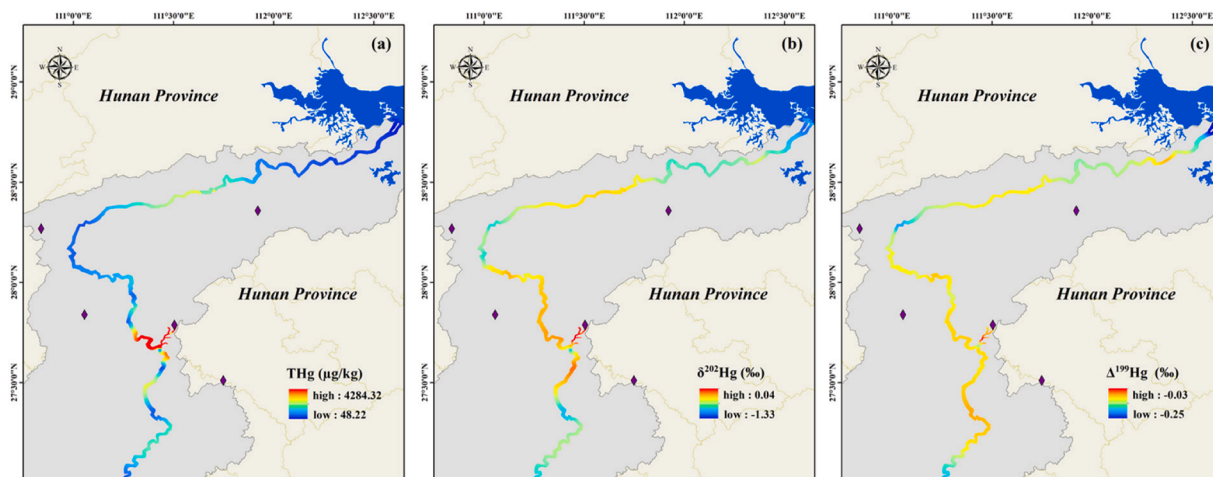 111°0'0"E 111°30'0"E 112°0'0"E 112°30'0"E
29°0'0"N
28°30'0"N
28°0'0"N
27°30'0"N
N
W E
S
(a)
Hunan Province
Hunan Province
THg (μg/kg)
high : 4284.32
low : 48.22
111°0'0"E 111°30'0"E 112°0'0"E 112°30'0"E
29°0'0"N
28°30'0"N
28°0'0"N
27°30'0"N
N
W E
S
(b)
Hunan Province
Hunan Province
δ²⁰²Hg (‰)
high : 0.04
low : -1.33
111°0'0"E 111°30'0"E 112°0'0"E 112°30'0"E
29°0'0"N
28°30'0"N
28°0'0"N
27°30'0"N
N
W E
S
(c)
Hunan Province
Hunan Province
Δ¹⁹⁹Hg (‰)
high : -0.03
low : -0.25